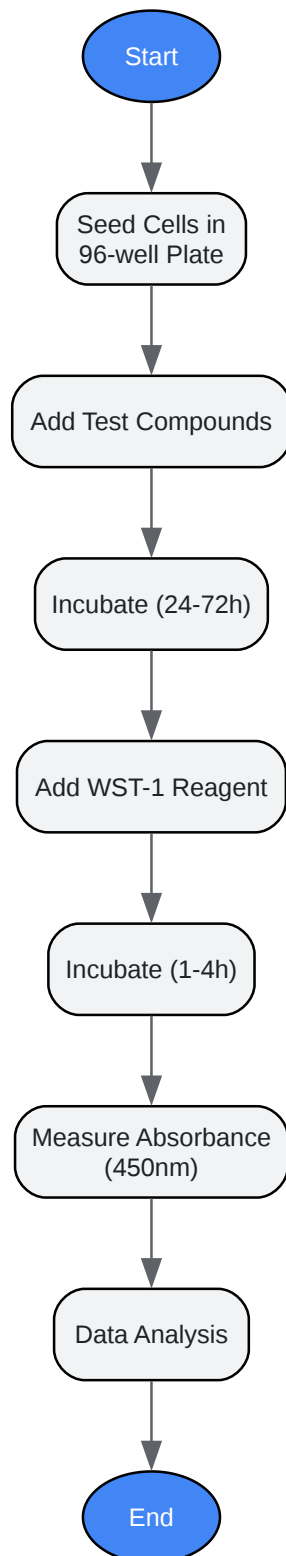 Start
Seed Cells in
96-well Plate
Add Test Compounds
Incubate (24-72h)
Add WST-1 Reagent
Incubate (1-4h)
Measure Absorbance
(450nm)
Data Analysis
End